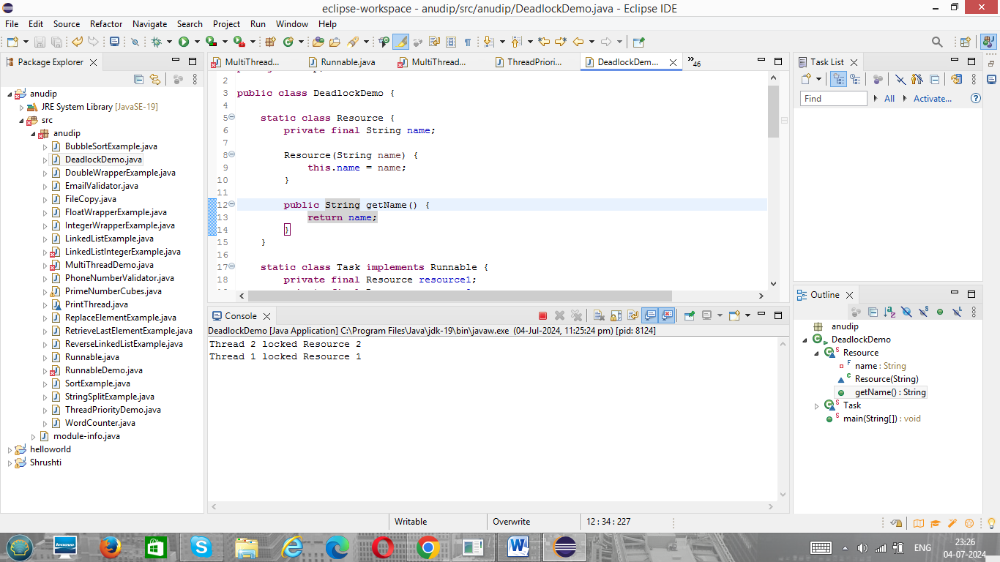 eclipse-workspace - anudip/src/anudip/DeadlockDemo.java - Eclipse IDE
File Edit Source Refactor Navigate Search Project Run Window Help
Package Explorer
anudip
JRE System Library [JavaSE-19]
src
anudip
BubbleSortExample.java
DeadlockDemo.java
DoubleWrapperExample.java
EmailValidator.java
FileCopy.java
FloatWrapperExample.java
IntegerWrapperExample.java
LinkedListExample.java
LinkedListIntegerExample.java
MultiThreadDemo.java
PhoneNumberValidator.java
PrimeNumberCubes.java
PrintThread.java
ReplaceElementExample.java
RetrieveLastElementExample.java
ReverseLinkedListExample.java
Runnable.java
RunnableDemo.java
SortExample.java
StringSplitExample.java
ThreadPriorityDemo.java
WordCounter.java
module-info.java
helloworld
Shrushti
MultiThread... Runnable.java MultiThread... ThreadPriori... DeadlockDem... »46
2
3 public class DeadlockDemo {
4
5 static class Resource {
6 private final String name;
7
8 Resource(String name) {
9 this.name = name;
10 }
11
12 public String getName() {
13 return name;
14 }
15 }
16
17 static class Task implements Runnable {
18 private final Resource resource1;
Console
DeadlockDemo [Java Application] C:\Program Files\Java\jdk-19\bin\javaw.exe (04-Jul-2024, 11:25:24 pm) [pid: 8124]
Thread 2 locked Resource 2
Thread 1 locked Resource 1
Task List
Find All Activate...
Outline
anudip
DeadlockDemo
Resource
name : String
Resource(String)
getName() : String
Task
main(String[]) : void
Writable Overwrite 12 : 34 : 227
lenovo
ENG
23:26
04-07-2024